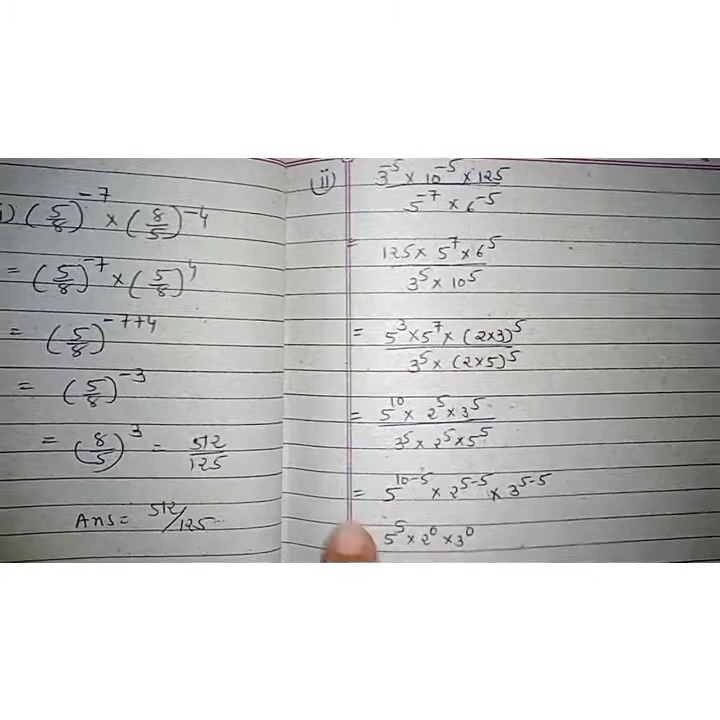 i) (5/8)^-7 × (8/5)^-4
= (5/8)^-7 × (5/8)^4
= (5/8)^-7+4
= (5/8)^-3
= (8/5)^3 = 512/125
Ans = 512/125
(ii) 3^-5 × 10^-5 × 125 / 5^-7 × 6^-5
= 125 × 5^7 × 6^5 / 3^5 × 10^5
= 5^3 × 5^7 × (2×3)^5 / 3^5 × (2×5)^5
= 5^10 × 2^5 × 3^5 / 3^5 × 2^5 × 5^5
= 5^10-5 × 2^5-5 × 3^5-5
5^5 × 2^0 × 3^0